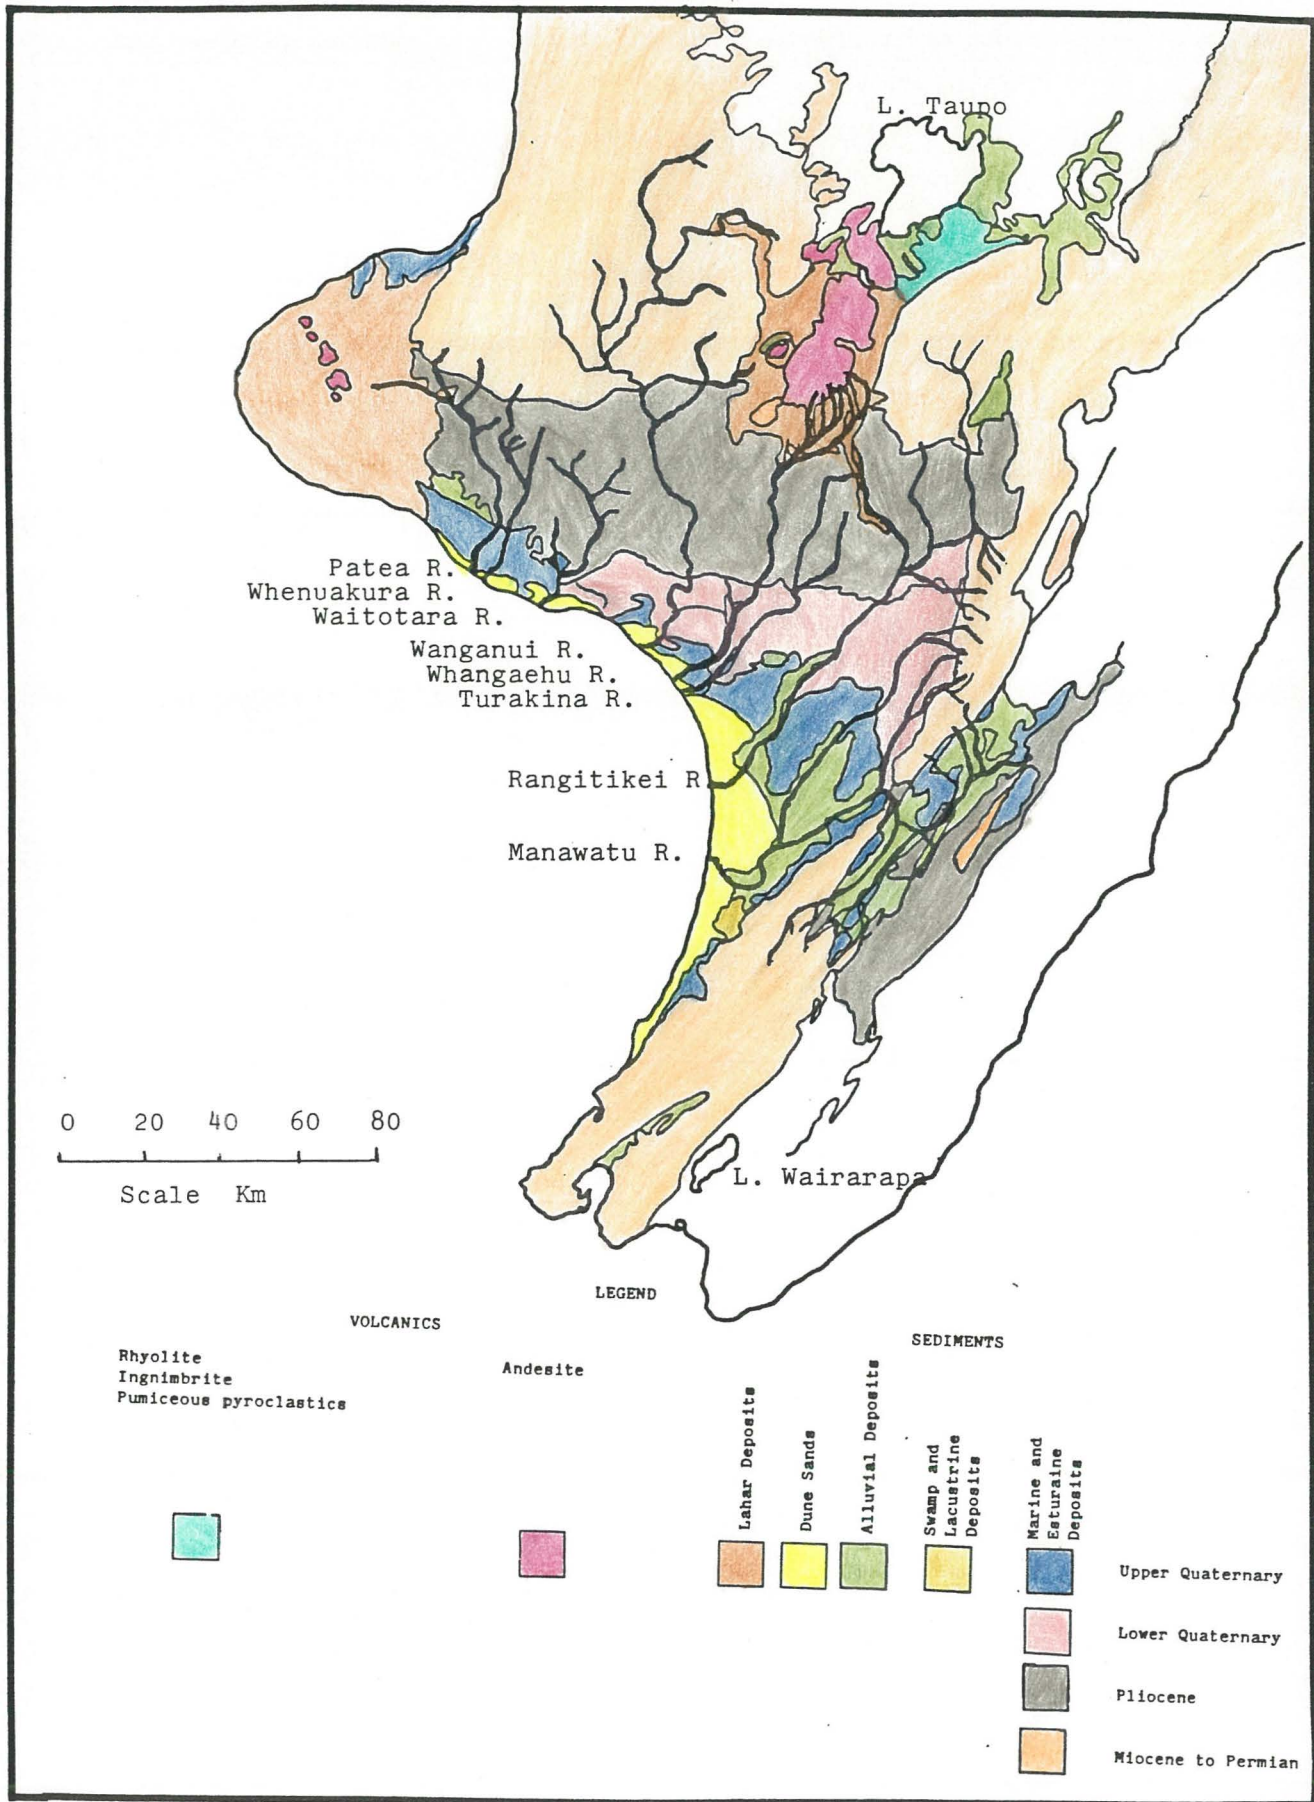 L. Taupo
Patea R.
Whenuakura R.
Waitotara R.
Wanganui R.
Whangaehu R.
Turakina R.
Rangitikei R
Manawatu R.
0 20 40 60 80
Scale Km
L. Wairarapa
LEGEND
VOLCANICS
SEDIMENTS
Rhyolite
Ingnimbrite
Pumiceous pyroclastics
Andesite
Lahar Deposits
Dune Sands
Alluvial Deposits
Swamp and
Lacustrine
Deposits
Marine and
Esturaine
Deposits
Upper Quaternary
Lower Quaternary
Pliocene
Miocene to Permian